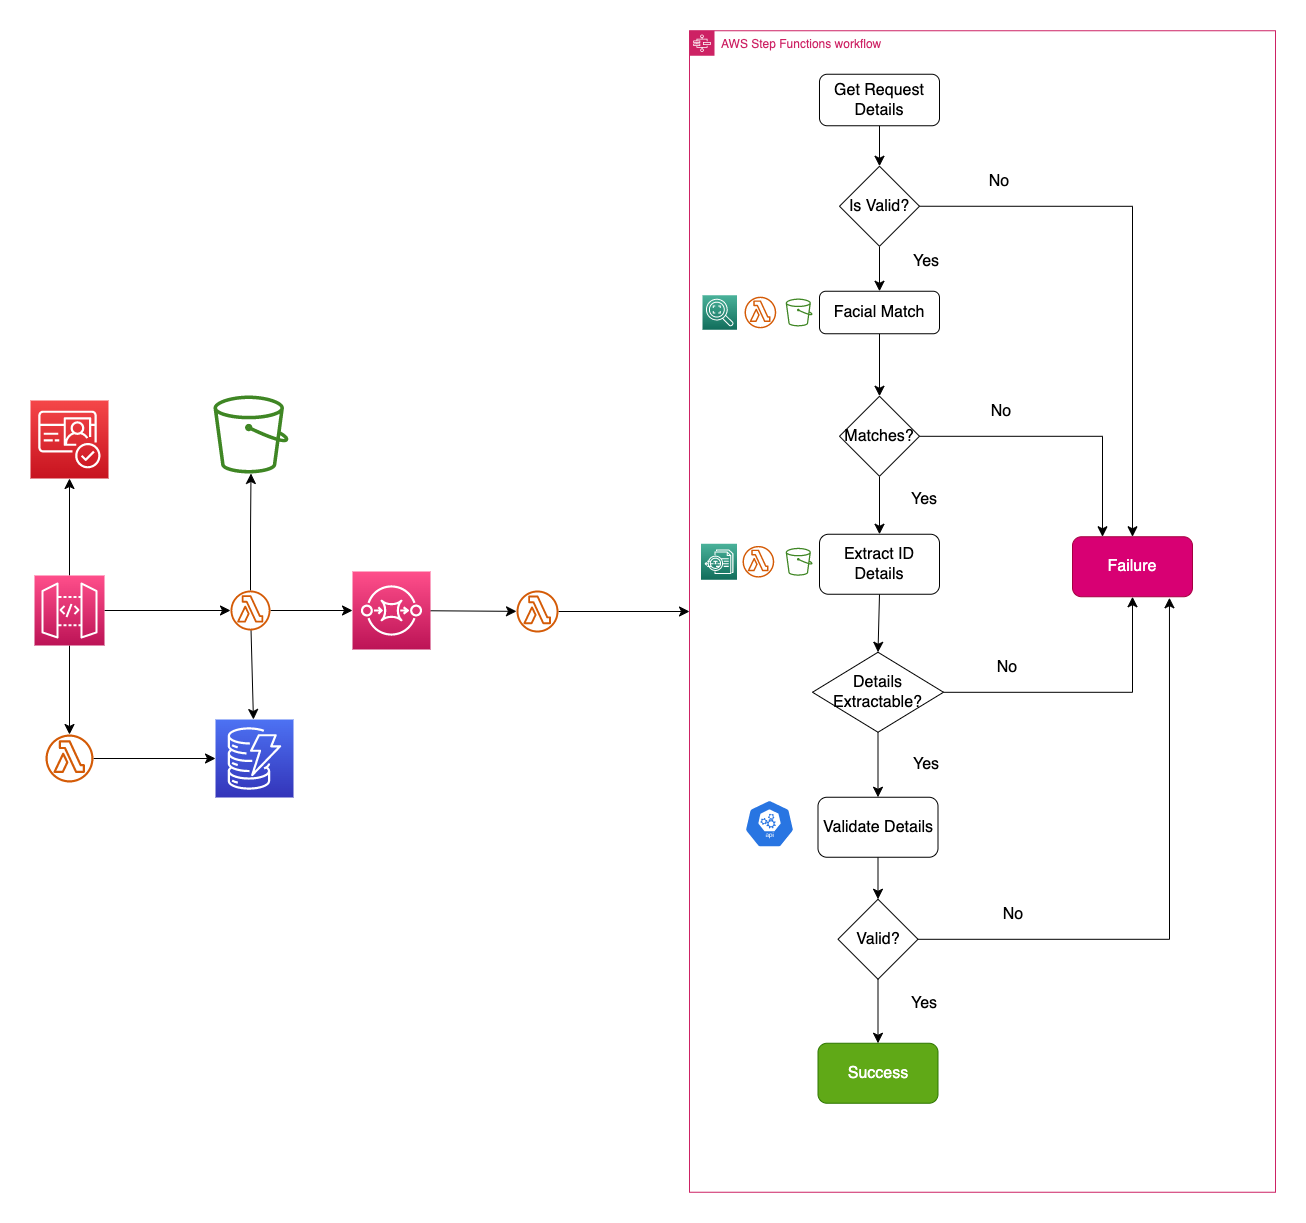 AWS Step Functions workflow
Get Request
Details
No
Is Valid?
Yes
Facial Match
No
Matches?
Yes
Extract ID
Details
Failure
No
Details
Extractable?
Yes
api
Validate Details
No
Valid?
Yes
Success